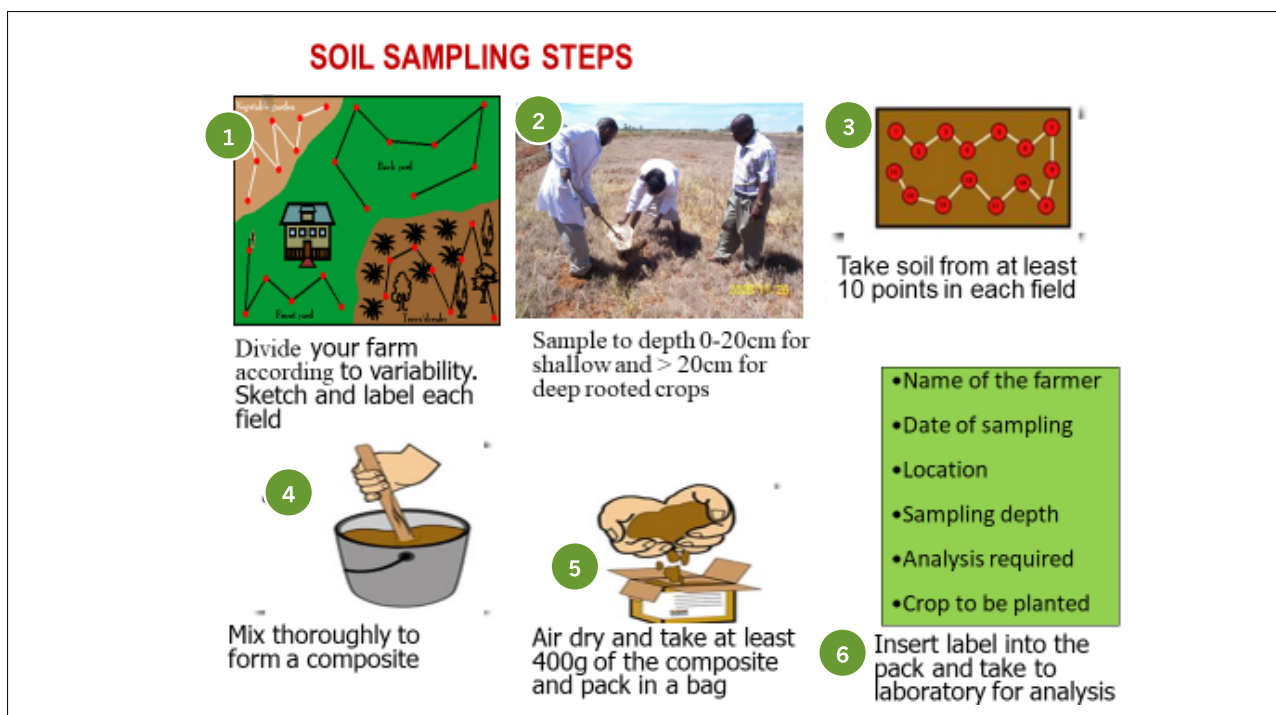 SOIL SAMPLING STEPS
1
Vegetable garden
Back yard
Front yard
Trees/shrubs
Divide your farm
according to variability.
Sketch and label each
field
2
Sample to depth 0-20cm for
shallow and > 20cm for
deep rooted crops
3
Take soil from at least
10 points in each field
4
Mix thoroughly to
form a composite
5
Air dry and take at least
400g of the composite
and pack in a bag
•Name of the farmer
•Date of sampling
•Location
•Sampling depth
•Analysis required
•Crop to be planted
6
Insert label into the
pack and take to
laboratory for analysis